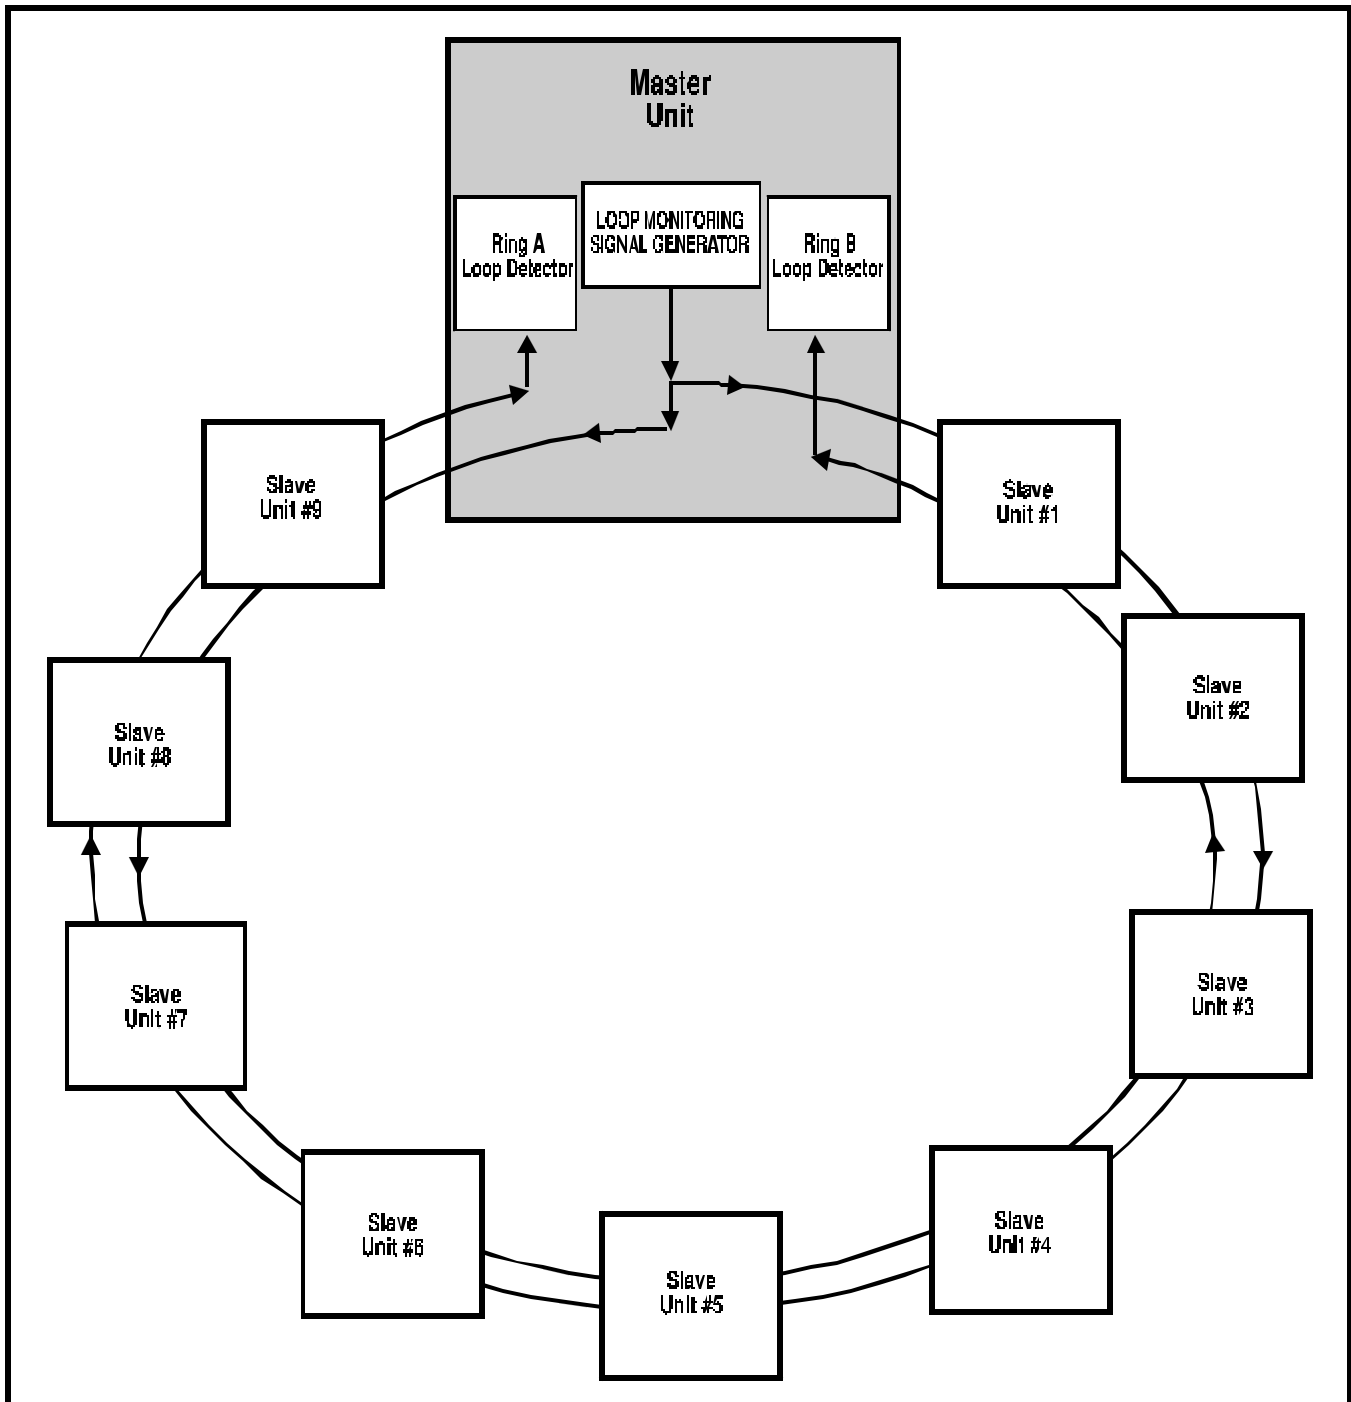 Master
Unit
LOOP MONITORING
SIGNAL GENERATOR
Ring A
Loop Detector
Ring B
Loop Detector
Slave
Unit #9
Slave
Unit #1
Slave
Unit #2
Slave
Unit #8
Slave
Unit #3
Slave
Unit #7
Slave
Unit #4
Slave
Unit #6
Slave
Unit #5